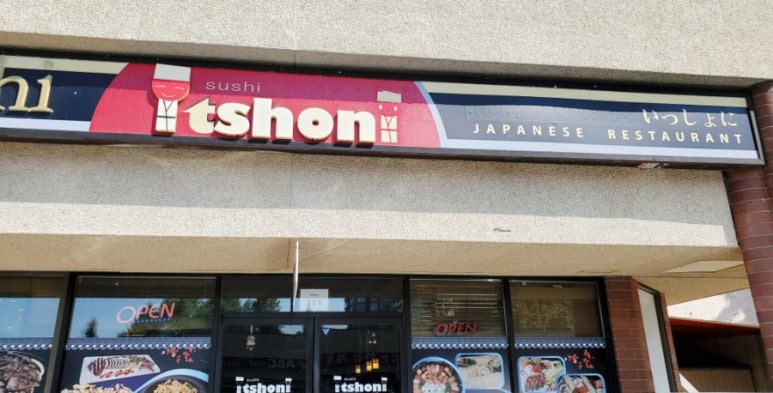 hi
sushi
itshoni
いっしょに
JAPANESE RESTAURANT
OPEN
OPEN
sushi
itshoni
sushi
itshoni